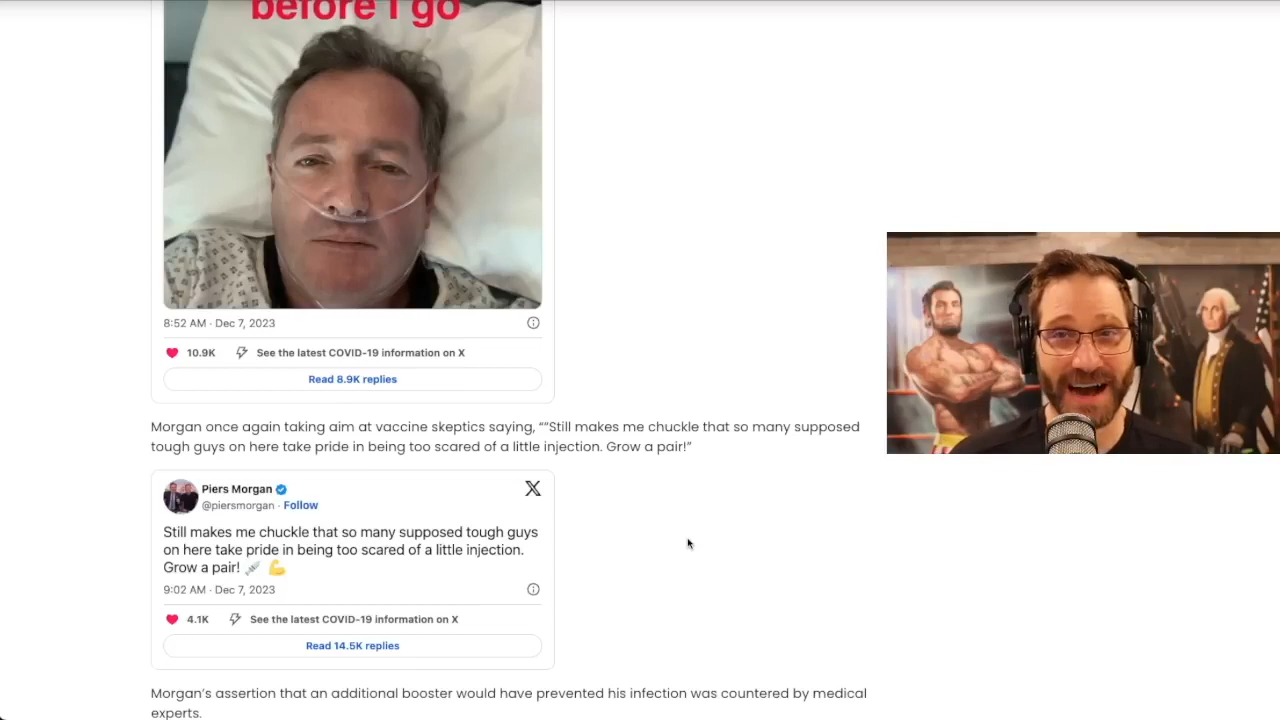 before I go
8:52 AM · Dec 7, 2023
10.9K See the latest COVID-19 information on X
Read 8.9K replies
Morgan once again taking aim at vaccine skeptics saying, ““Still makes me chuckle that so many supposed
tough guys on here take pride in being too scared of a little injection. Grow a pair!”
Piers Morgan
@piersmorgan · Follow
Still makes me chuckle that so many supposed tough guys
on here take pride in being too scared of a little injection.
Grow a pair! 💉 💪
9:02 AM · Dec 7, 2023
4.1K See the latest COVID-19 information on X
Read 14.5K replies
Morgan’s assertion that an additional booster would have prevented his infection was countered by medical
experts.